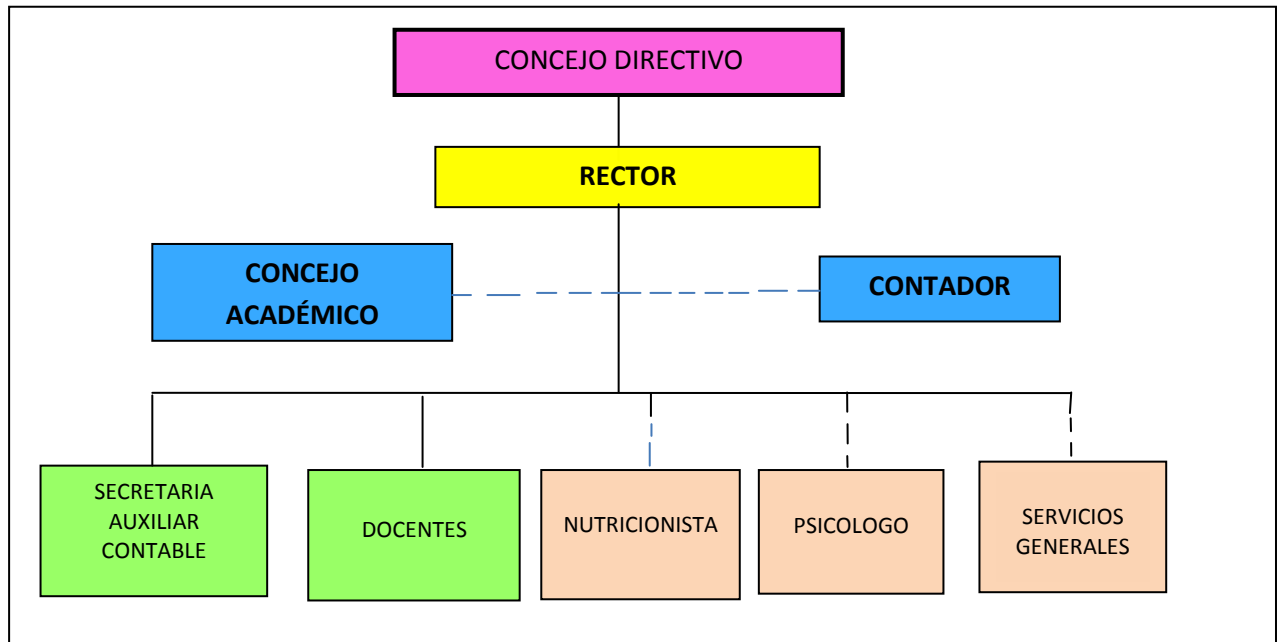 CONCEJO DIRECTIVO
RECTOR
CONCEJO
ACADÉMICO
CONTADOR
SECRETARIA
AUXILIAR
CONTABLE
DOCENTES
NUTRICIONISTA
PSICOLOGO
SERVICIOS
GENERALES